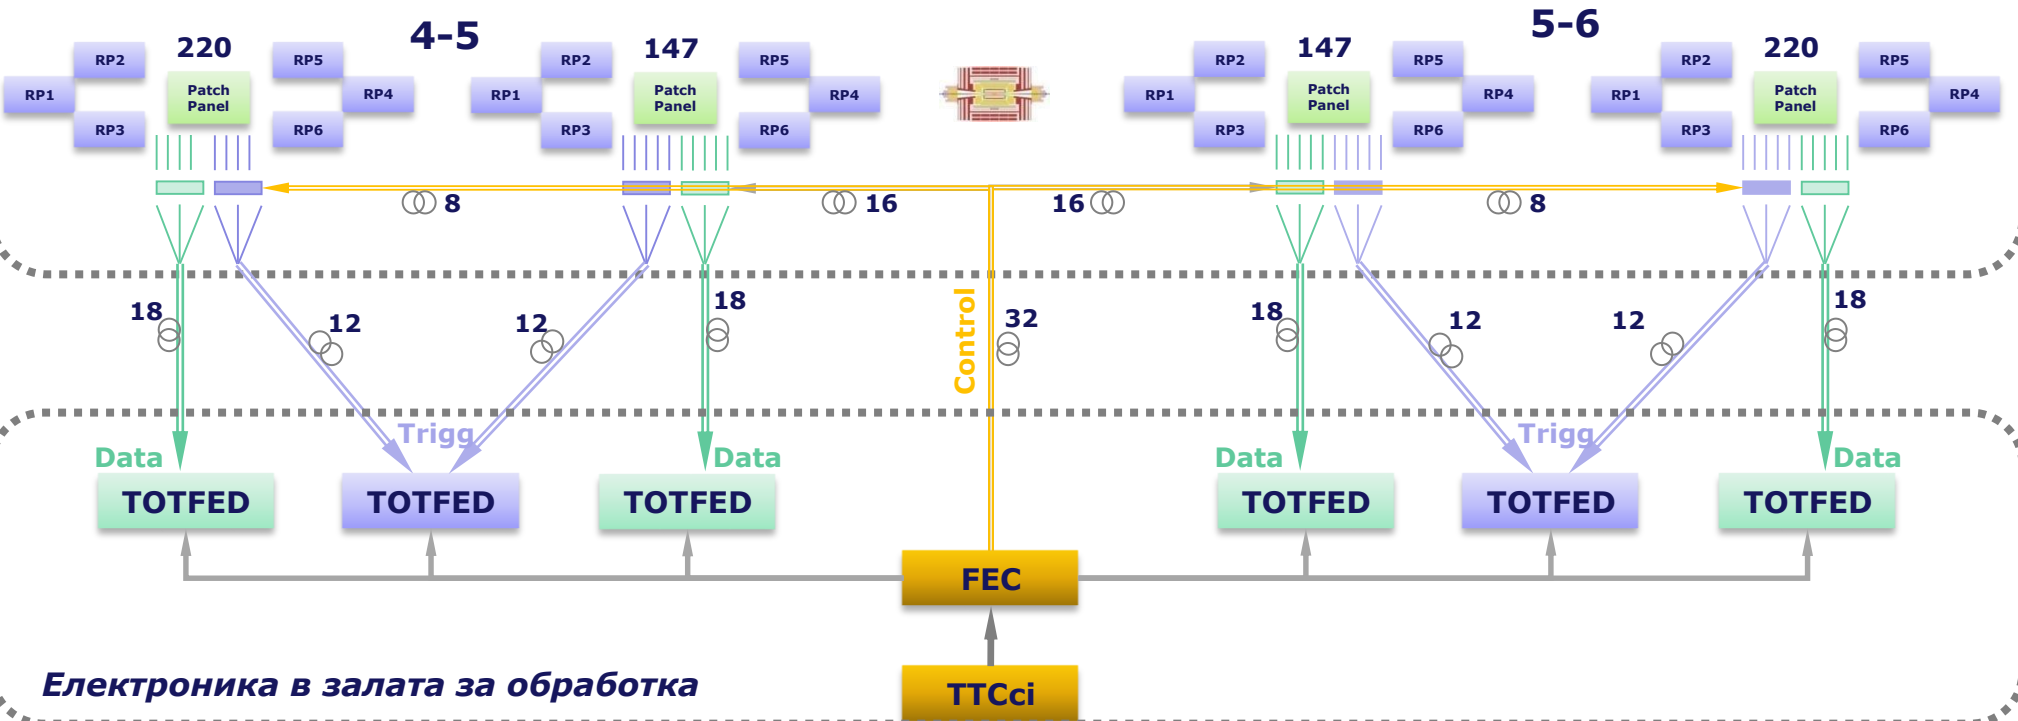 4-5
5-6
220
147
147
220
RP2
RP5
RP2
RP5
RP2
RP5
RP2
RP5
RP1
Patch
Panel
RP4
RP1
Patch
Panel
RP4
RP1
Patch
Panel
RP4
RP1
Patch
Panel
RP4
RP3
RP6
RP3
RP6
RP3
RP6
RP3
RP6
8
16
16
8
18
12
12
18
Control
32
18
12
12
18
Data
Trigg
Data
Data
Trigg
Data
TOTFED
TOTFED
TOTFED
TOTFED
TOTFED
TOTFED
FEC
Електроника в залата за обработка
TTCci